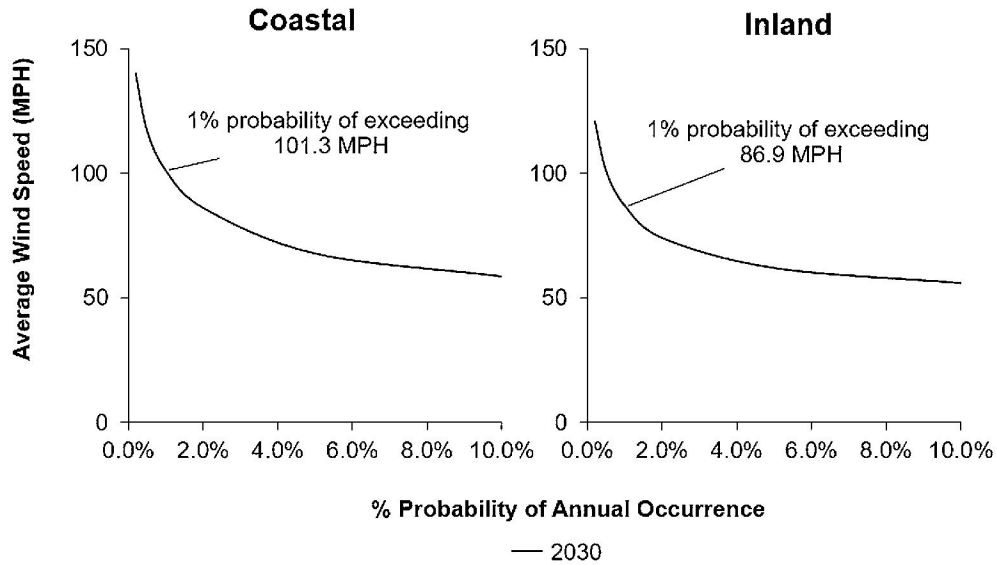 Coastal
Inland
Average Wind Speed (MPH)
150
100
50
0
1% probability of exceeding
101.3 MPH
0.0% 2.0% 4.0% 6.0% 8.0% 10.0%
150
100
50
0
1% probability of exceeding
86.9 MPH
0.0% 2.0% 4.0% 6.0% 8.0% 10.0%
% Probability of Annual Occurrence
2030